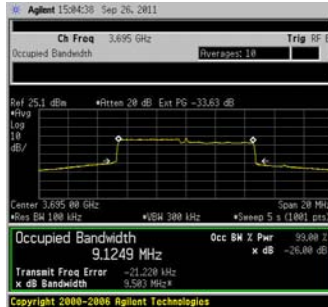 Agilent 15:04:38 Sep 26, 2011
Ch Freq 3.695 GHz Trig RF
Occupied Bandwidth Averages: 10
Ref 25.1 dBm #Atten 20 dB Ext PG -33.63 dB
#Avg
Log
10
dB/
Center 3.695 00 GHz Span 20 MHz
#Res BW 100 kHz #VBW 300 kHz #Sweep 5 s (1001 pts)
Occupied Bandwidth Occ BW % Pwr 99.00 %
9.1249 MHz x dB -26.00 dB
Transmit Freq Error -21.220 kHz
x dB Bandwidth 9.503 MHz*
Copyright 2000-2006 Agilent Technologies